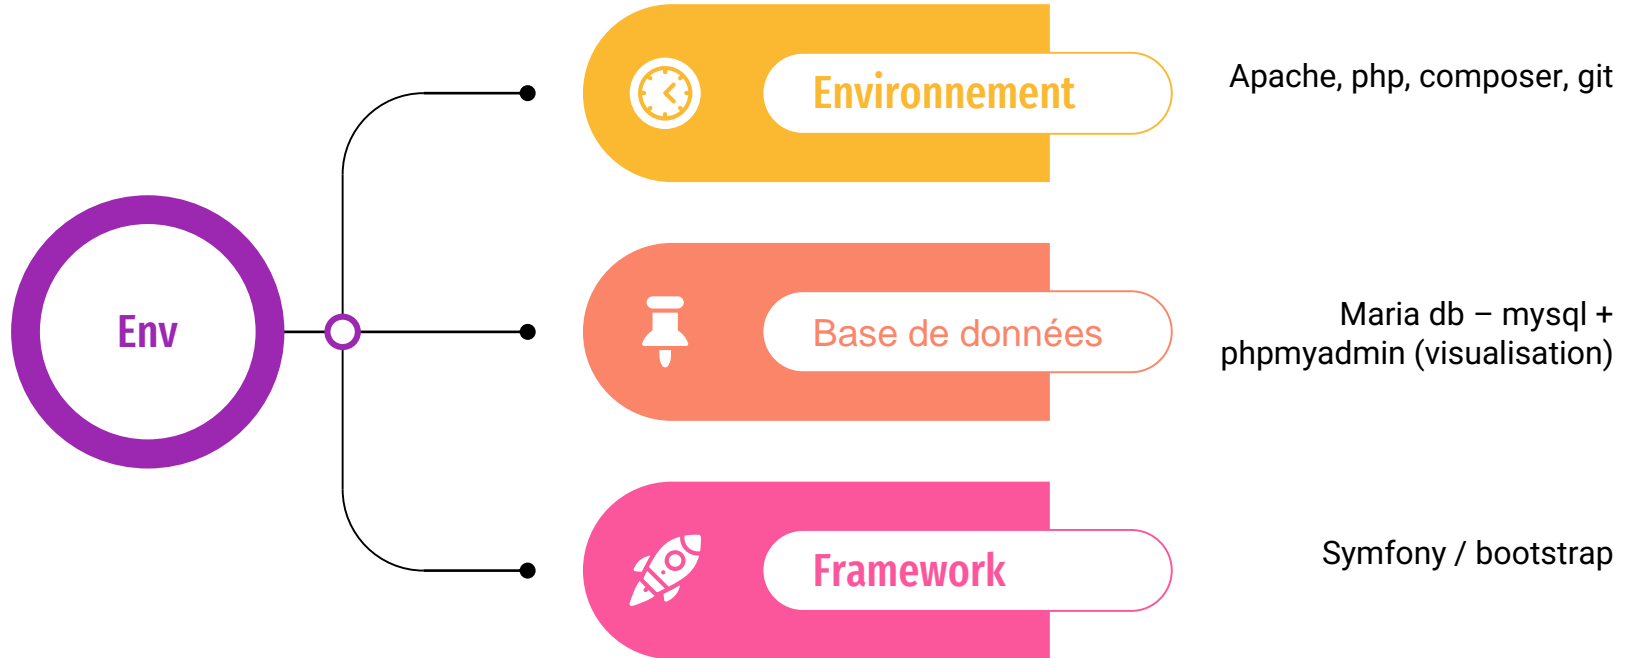 Env
Environnement
Apache, php, composer, git
Base de données
Maria db – mysql +
phpmyadmin (visualisation)
Framework
Symfony / bootstrap